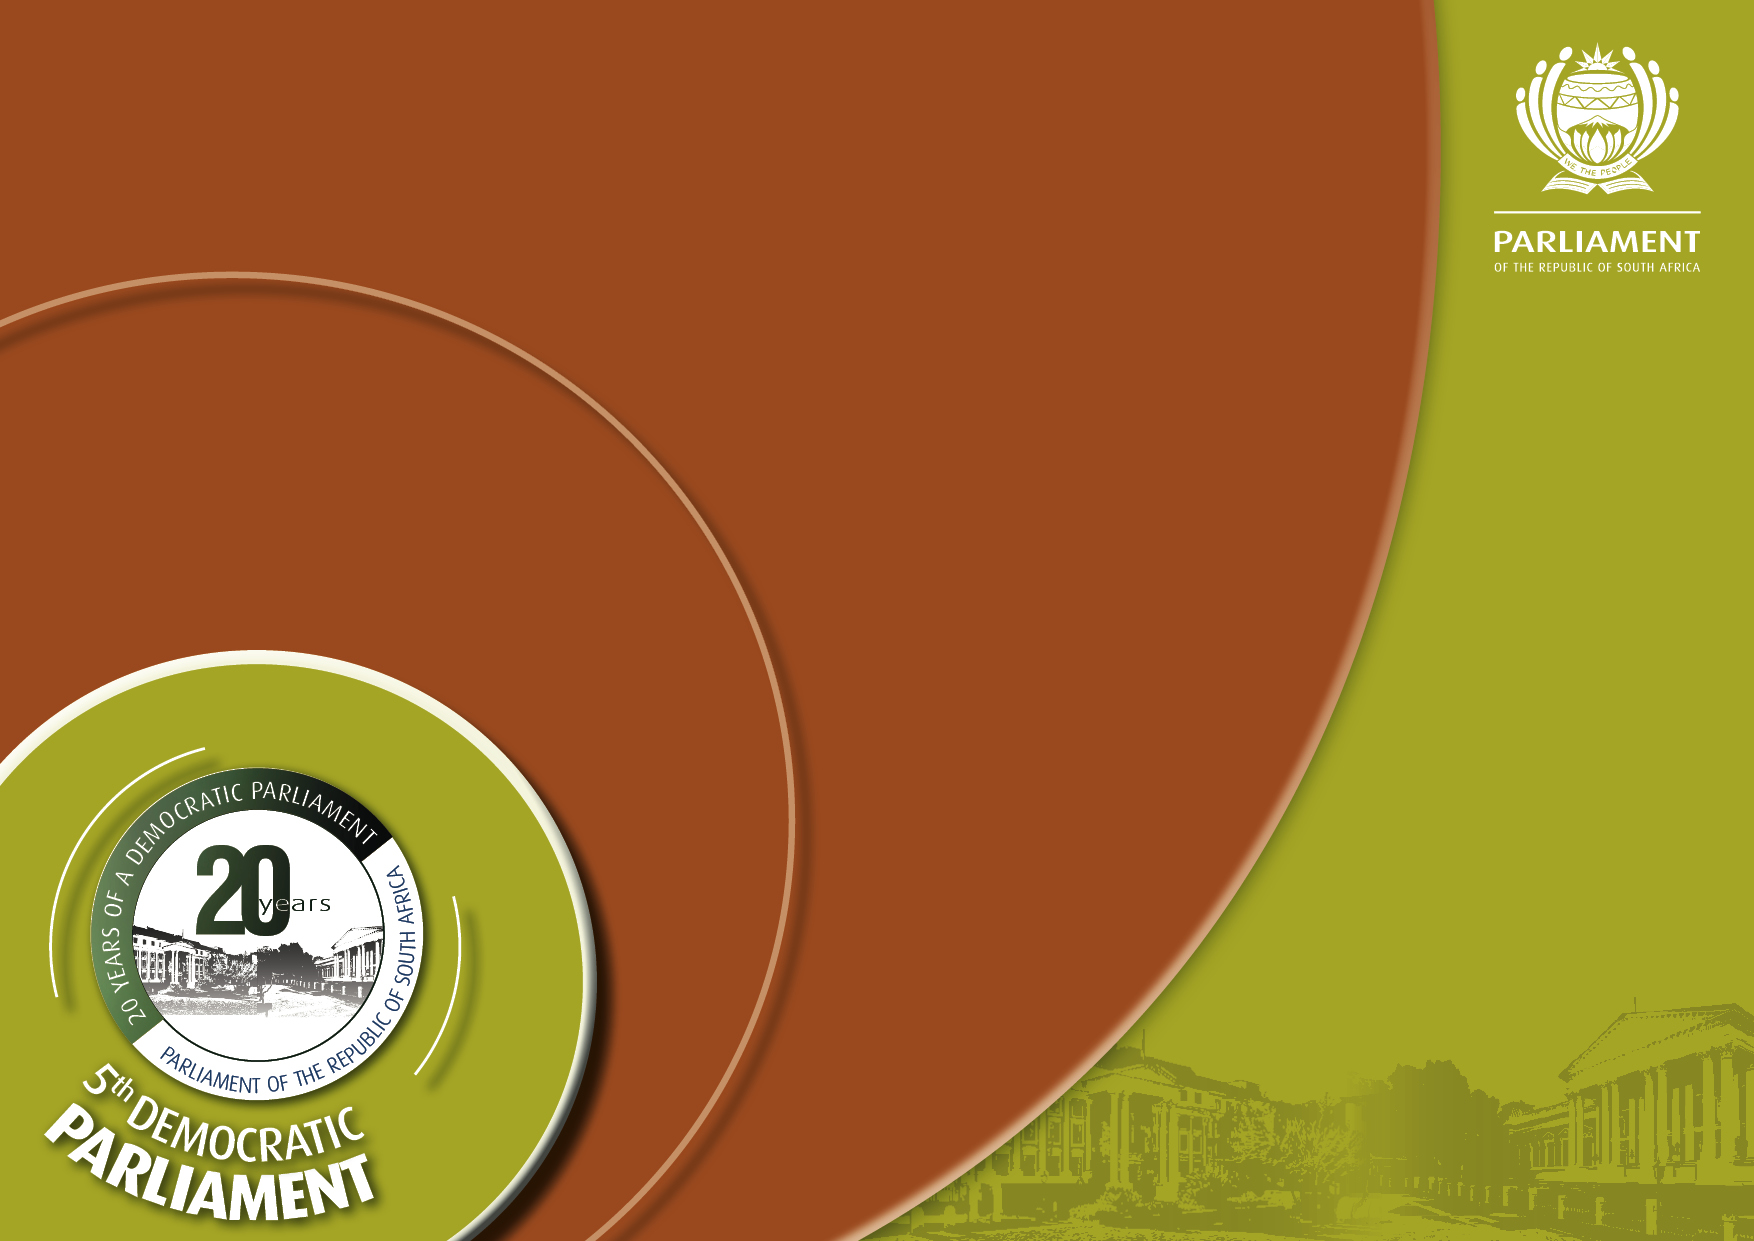 WE THE PEOPLE
PARLIAMENT
OF THE REPUBLIC OF SOUTH AFRICA
20 YEARS OF A DEMOCRATIC PARLIAMENT
20
years
PARLIAMENT OF THE REPUBLIC OF SOUTH AFRICA
5th DEMOCRATIC
PARLIAMENT